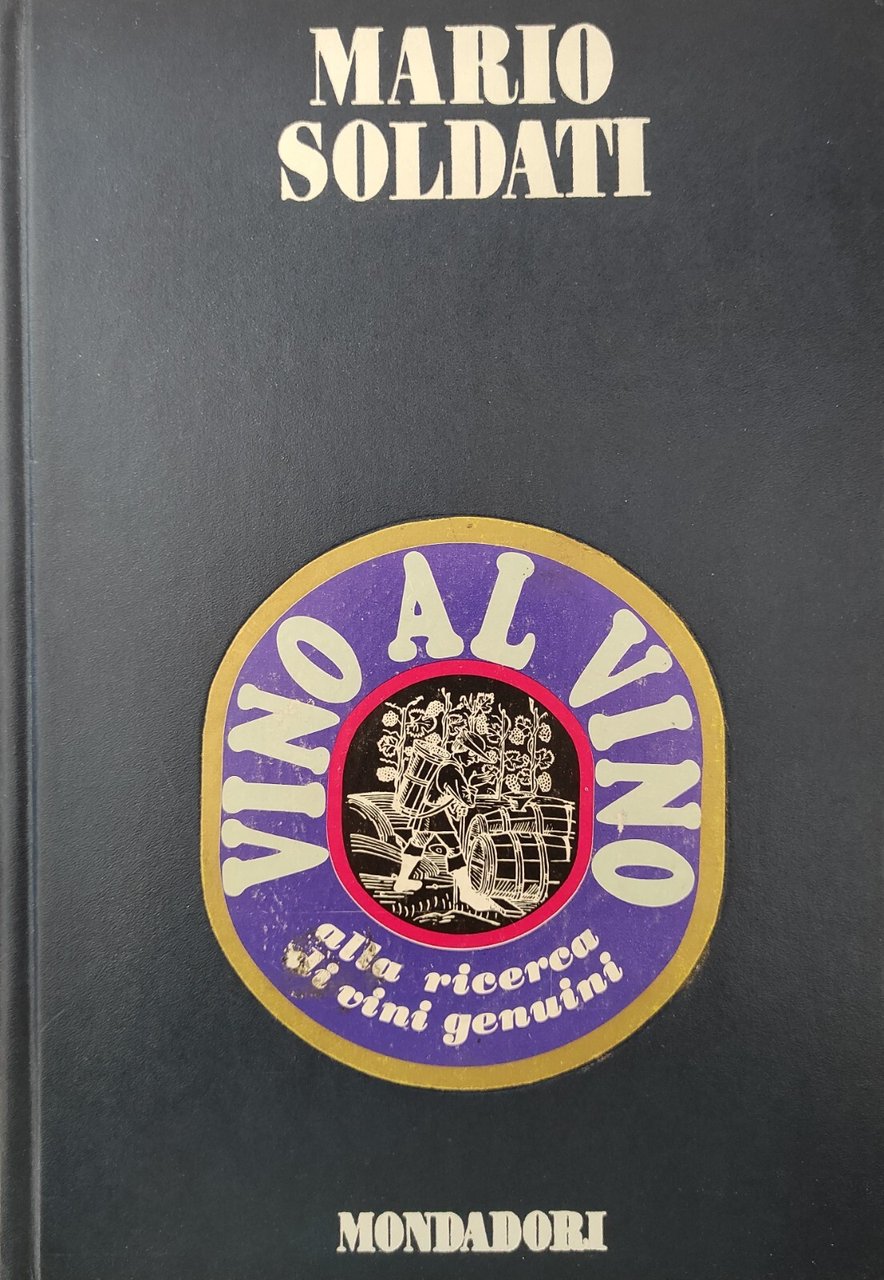 MARIO
SOLDATI
VINO AL VINO
alla ricerca
di vini genuini
MONDADORI